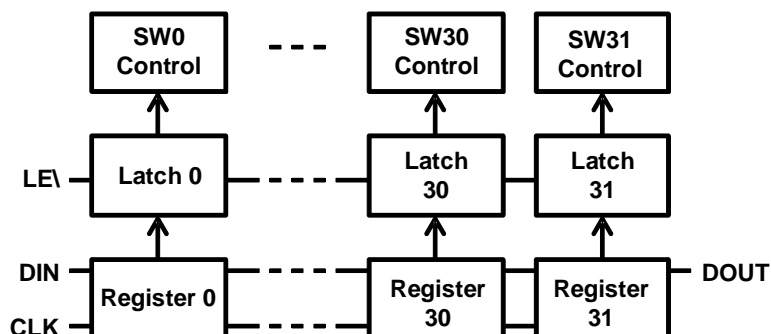 SW0
Control
SW30
Control
SW31
Control
LE\
Latch 0
Latch
30
Latch
31
DIN
Register 0
Register
30
Register
31
DOUT
CLK